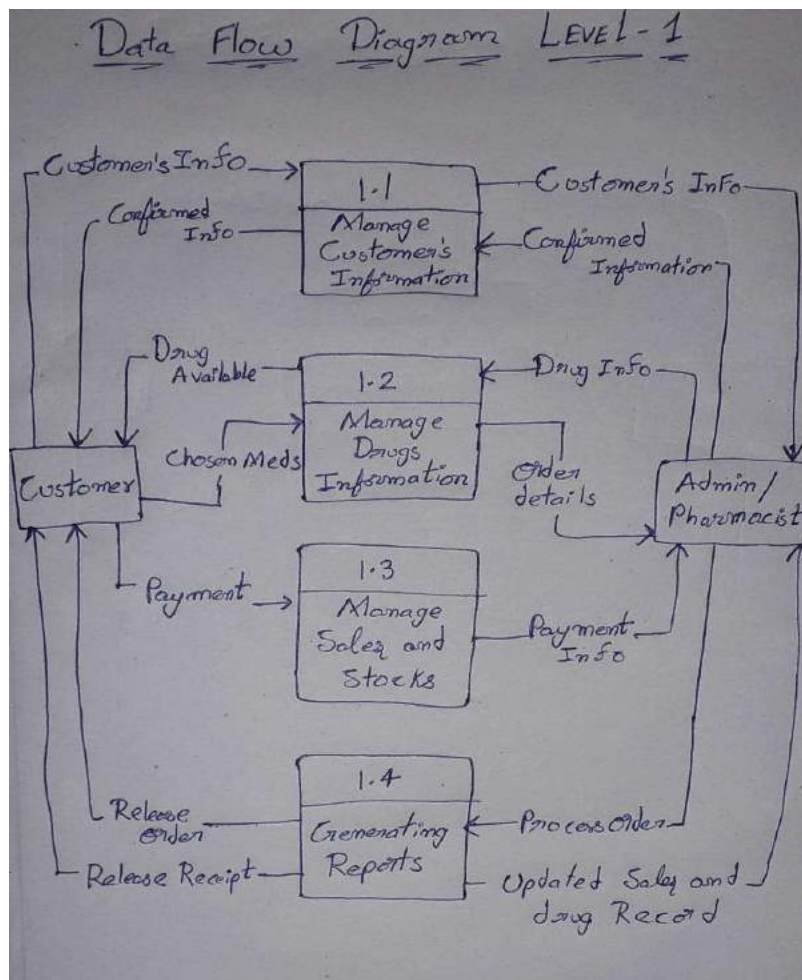 Data Flow Diagram LEVEL-1
Customer's Info
1.1
Customer's Info
Confirmed
Info
Manage
Customer's
Information
Confirmed
Information
Drug
Available
1.2
Drug Info
Chosen Meds
Manage
Drugs
Information
Order
details
Customer
Admin/
Pharmacist
Payment
1.3
Manage
Sales and
Stocks
Payment
Info
1.4
Release
Order
Generating
Reports
Process Order
Release Receipt
Updated Sales and
drug Record